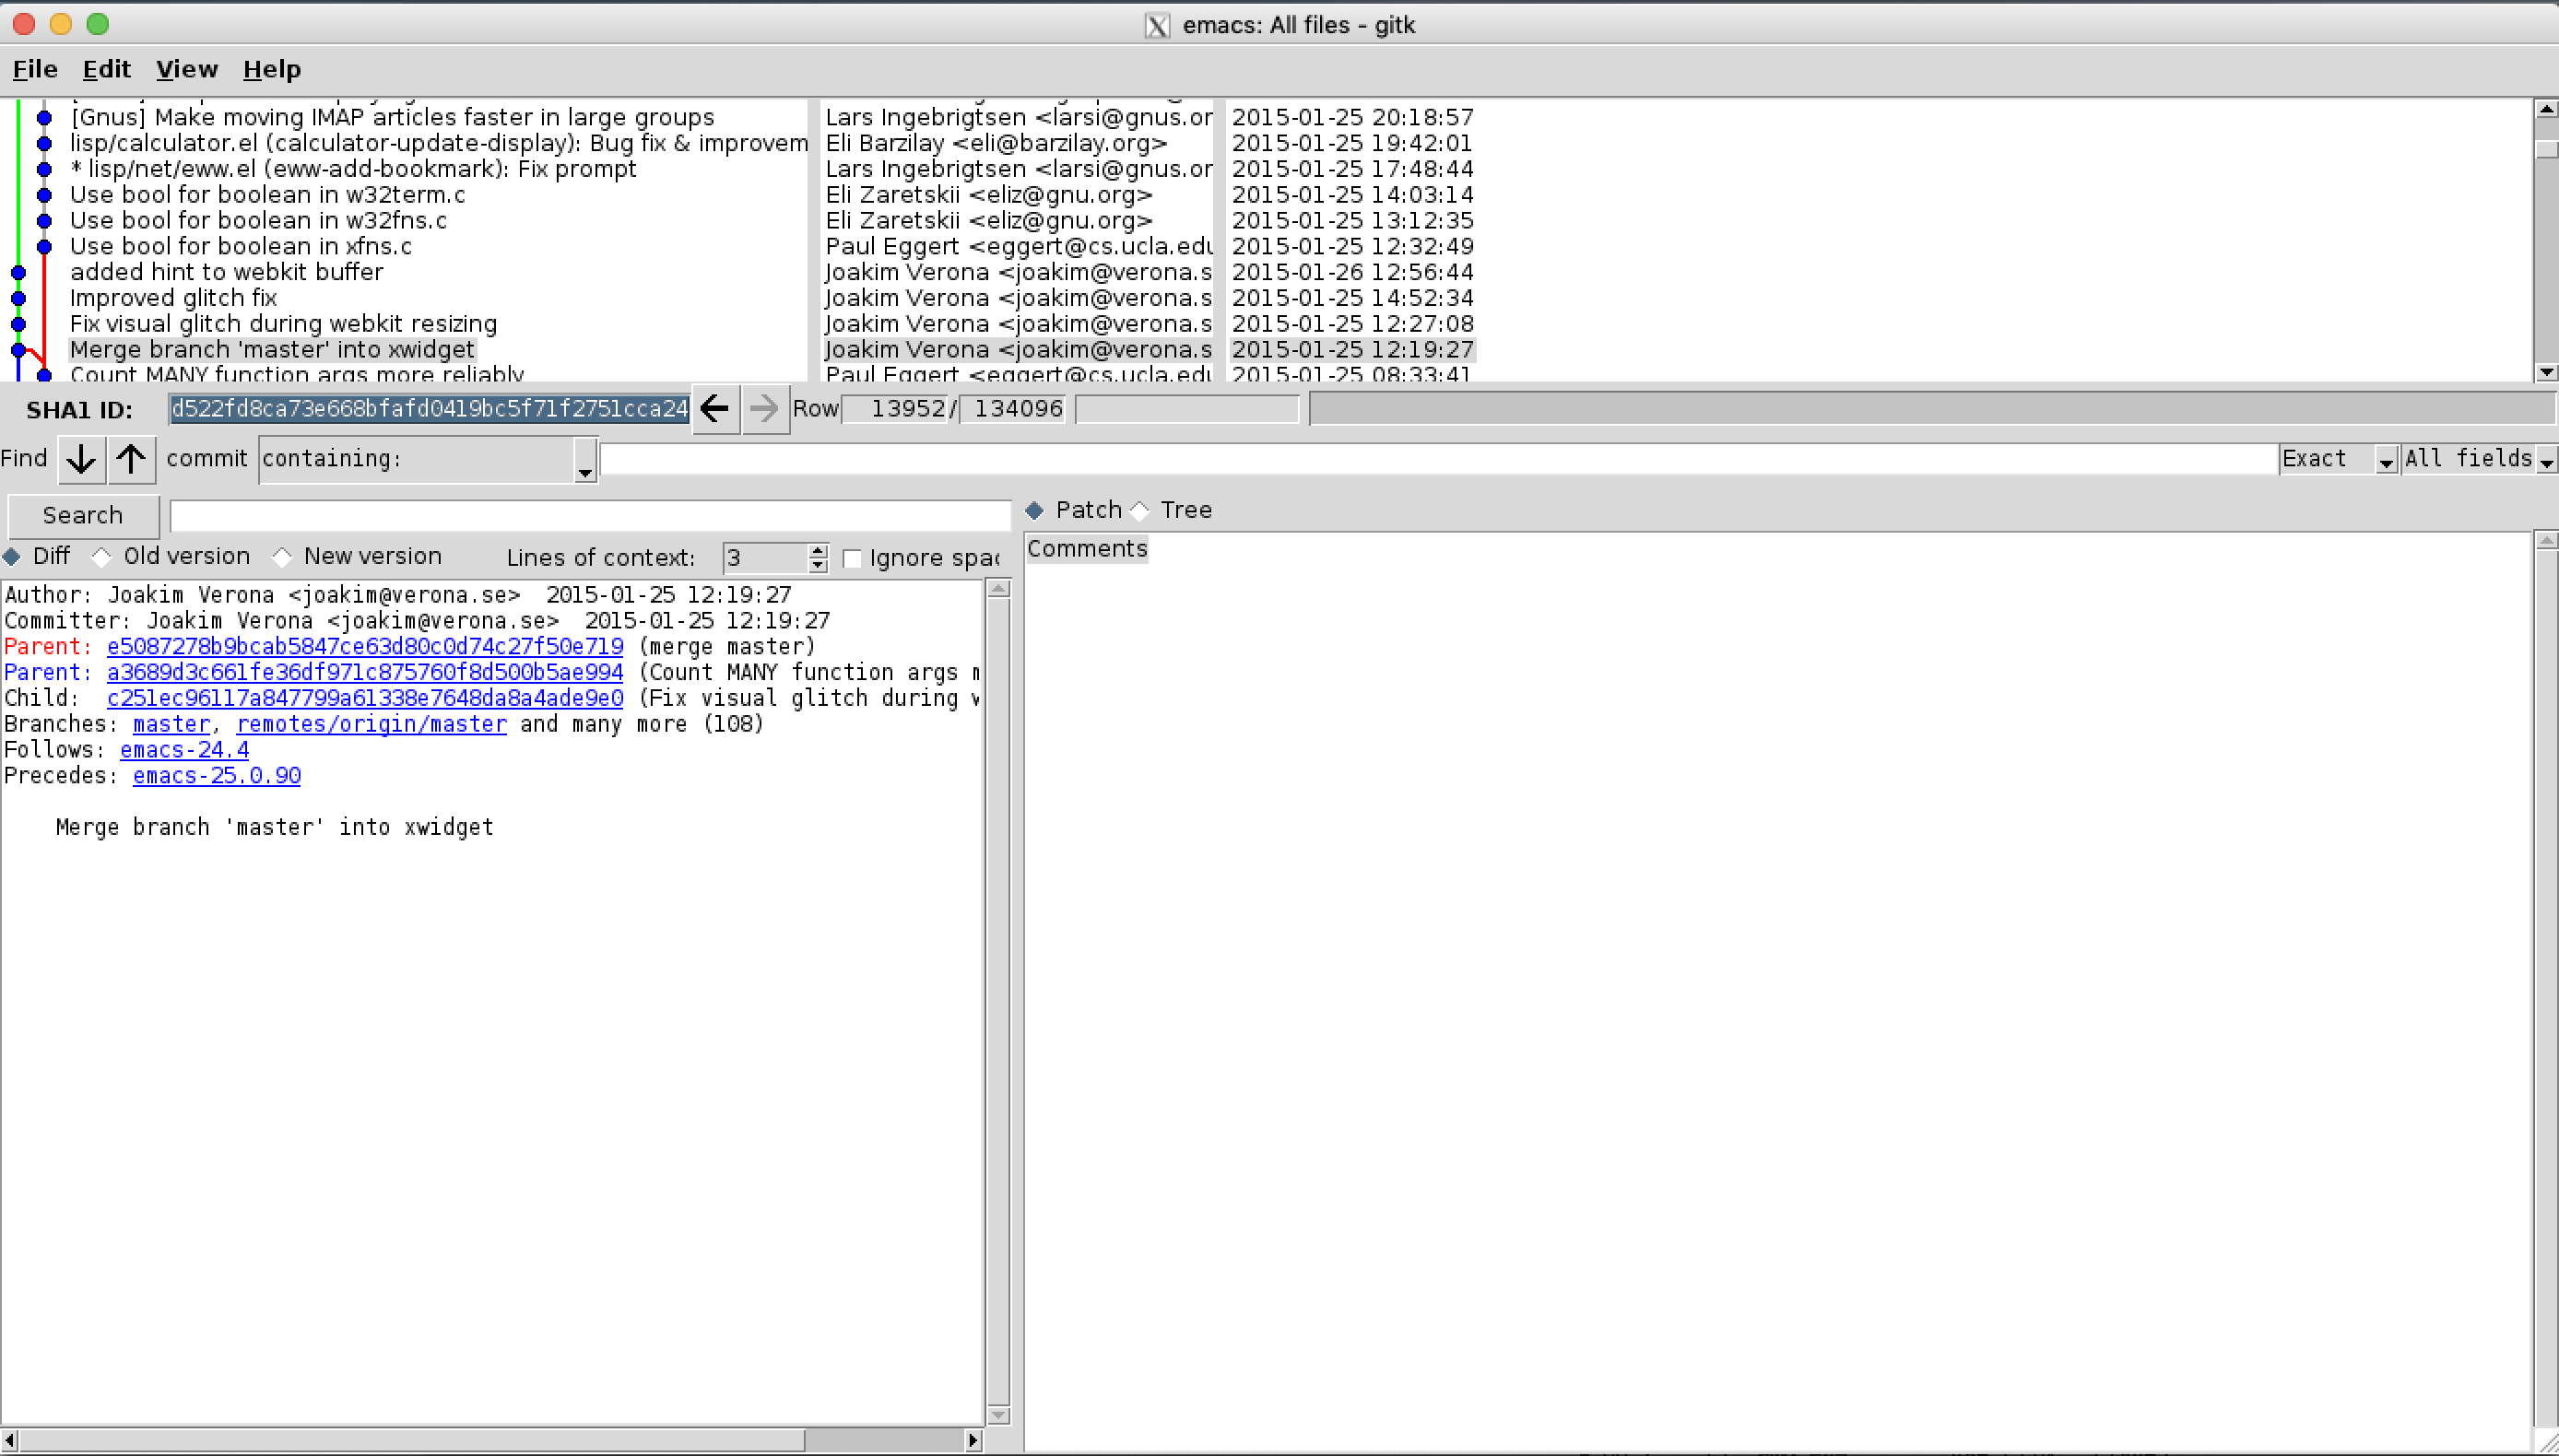 emacs: All files - gitk
File Edit View Help
[Gnus] Make moving IMAP articles faster in large groups Lars Ingebrigtsen <larsi@gnus.or 2015-01-25 20:18:57
lisp/calculator.el (calculator-update-display): Bug fix & improvem Eli Barzilay <eli@barzilay.org> 2015-01-25 19:42:01
* lisp/net/eww.el (eww-add-bookmark): Fix prompt Lars Ingebrigtsen <larsi@gnus.or 2015-01-25 17:48:44
Use bool for boolean in w32term.c Eli Zaretskii <eliz@gnu.org> 2015-01-25 14:03:14
Use bool for boolean in w32fns.c Eli Zaretskii <eliz@gnu.org> 2015-01-25 13:12:35
Use bool for boolean in xfns.c Paul Eggert <eggert@cs.ucla.edu 2015-01-25 12:32:49
added hint to webkit buffer Joakim Verona <joakim@verona.s 2015-01-26 12:56:44
Improved glitch fix Joakim Verona <joakim@verona.s 2015-01-25 14:52:34
Fix visual glitch during webkit resizing Joakim Verona <joakim@verona.s 2015-01-25 12:27:08
Merge branch 'master' into xwidget Joakim Verona <joakim@verona.s 2015-01-25 12:19:27
Count MANY function args more reliably Paul Eggert <eggert@cs.ucla.edu 2015-01-25 08:33:41
SHA1 ID: d522fd8ca73e668bfafd0419bc5f71f2751cca24 Row 13952 / 134096
Find commit containing: Exact All fields
Search Patch Tree
Diff Old version New version Lines of context: 3 Ignore spac
Comments
Author: Joakim Verona <joakim@verona.se> 2015-01-25 12:19:27
Committer: Joakim Verona <joakim@verona.se> 2015-01-25 12:19:27
Parent: e5087278b9bcab5847ce63d80c0d74c27f50e719 (merge master)
Parent: a3689d3c661fe36df971c875760f8d500b5ae994 (Count MANY function args m
Child: c251ec96117a847799a61338e7648da8a4ade9e0 (Fix visual glitch during w
Branches: master, remotes/origin/master and many more (108)
Follows: emacs-24.4
Precedes: emacs-25.0.90
Merge branch 'master' into xwidget